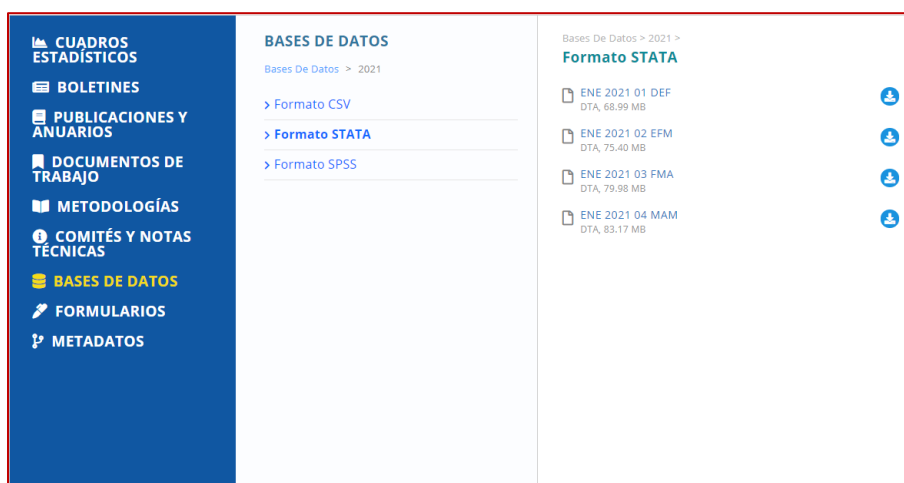 CUADROS
ESTADÍSTICOS
BOLETINES
PUBLICACIONES Y
ANUARIOS
DOCUMENTOS DE
TRABAJO
METODOLOGÍAS
COMITÉS Y NOTAS
TÉCNICAS
BASES DE DATOS
FORMULARIOS
METADATOS
BASES DE DATOS
Bases De Datos > 2021
> Formato CSV
> Formato STATA
> Formato SPSS
Bases De Datos > 2021 >
Formato STATA
ENE 2021 01 DEF
DTA, 68.99 MB
ENE 2021 02 EFM
DTA, 75.40 MB
ENE 2021 03 FMA
DTA, 79.98 MB
ENE 2021 04 MAM
DTA, 83.17 MB